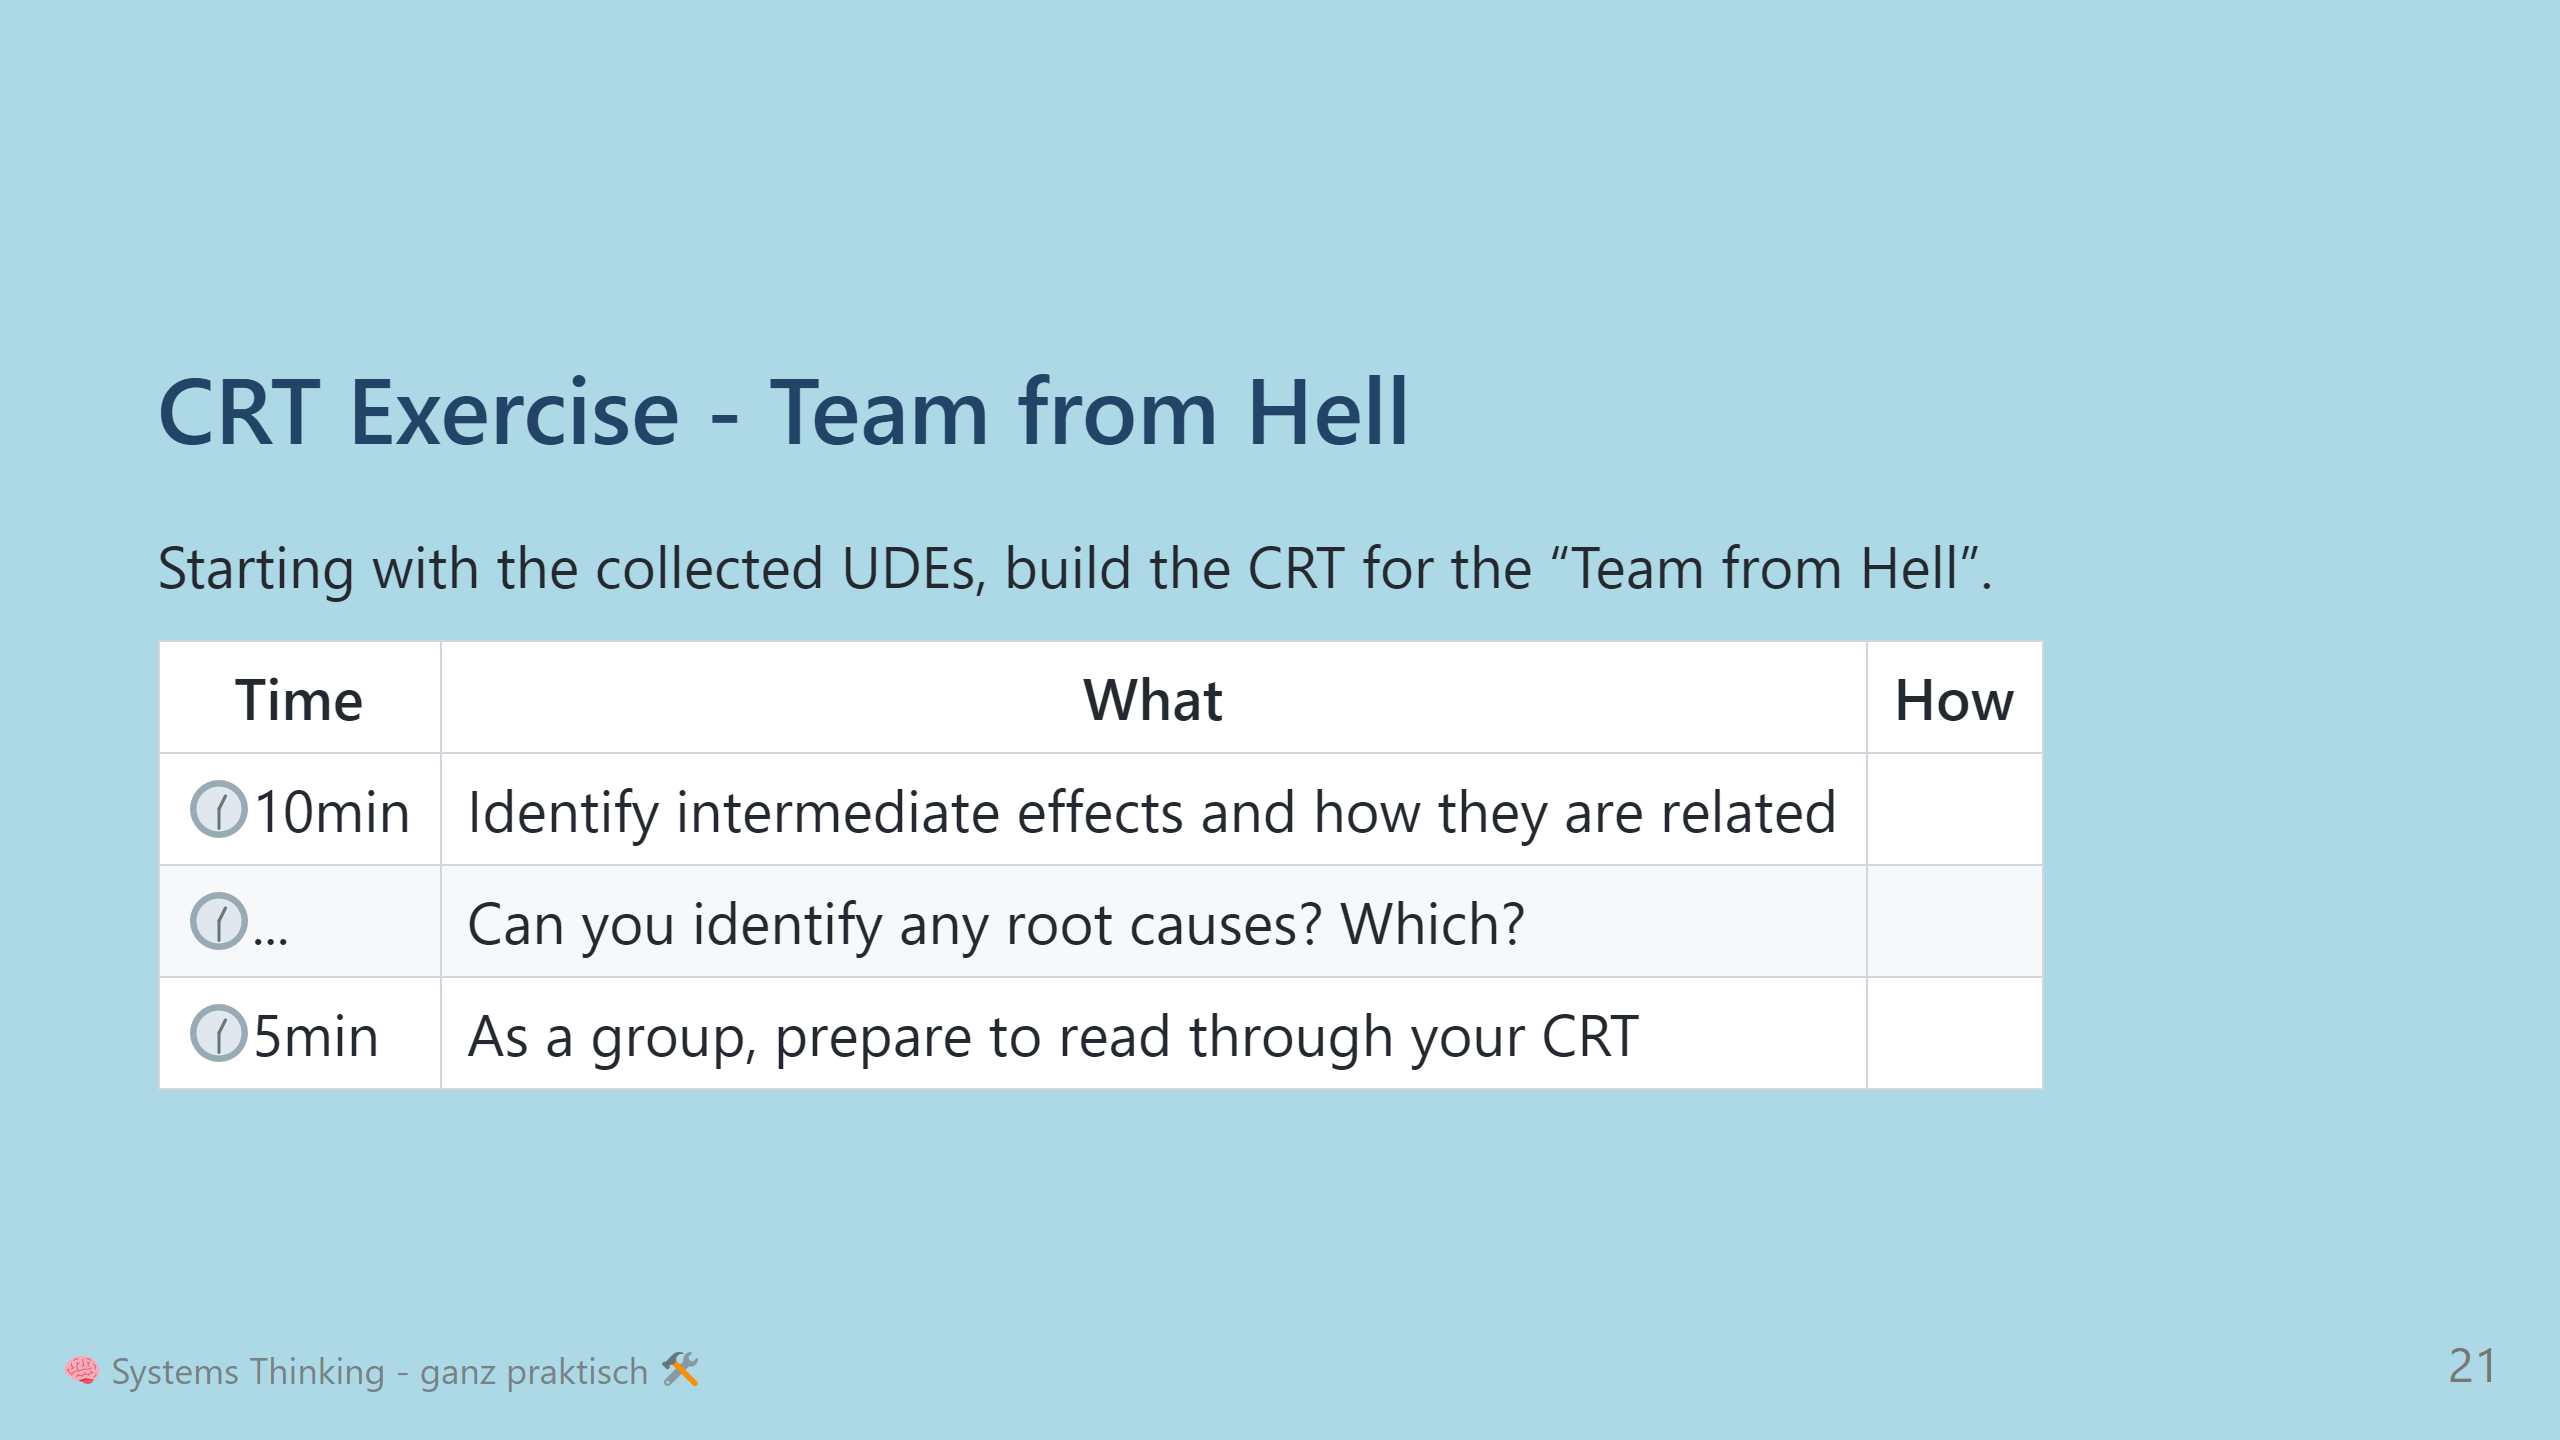 CRT Exercise - Team from Hell
Starting with the collected UDEs, build the CRT for the “Team from Hell”.
Time What How
10min Identify intermediate effects and how they are related
... Can you identify any root causes? Which?
5min As a group, prepare to read through your CRT
Systems Thinking - ganz praktisch
21